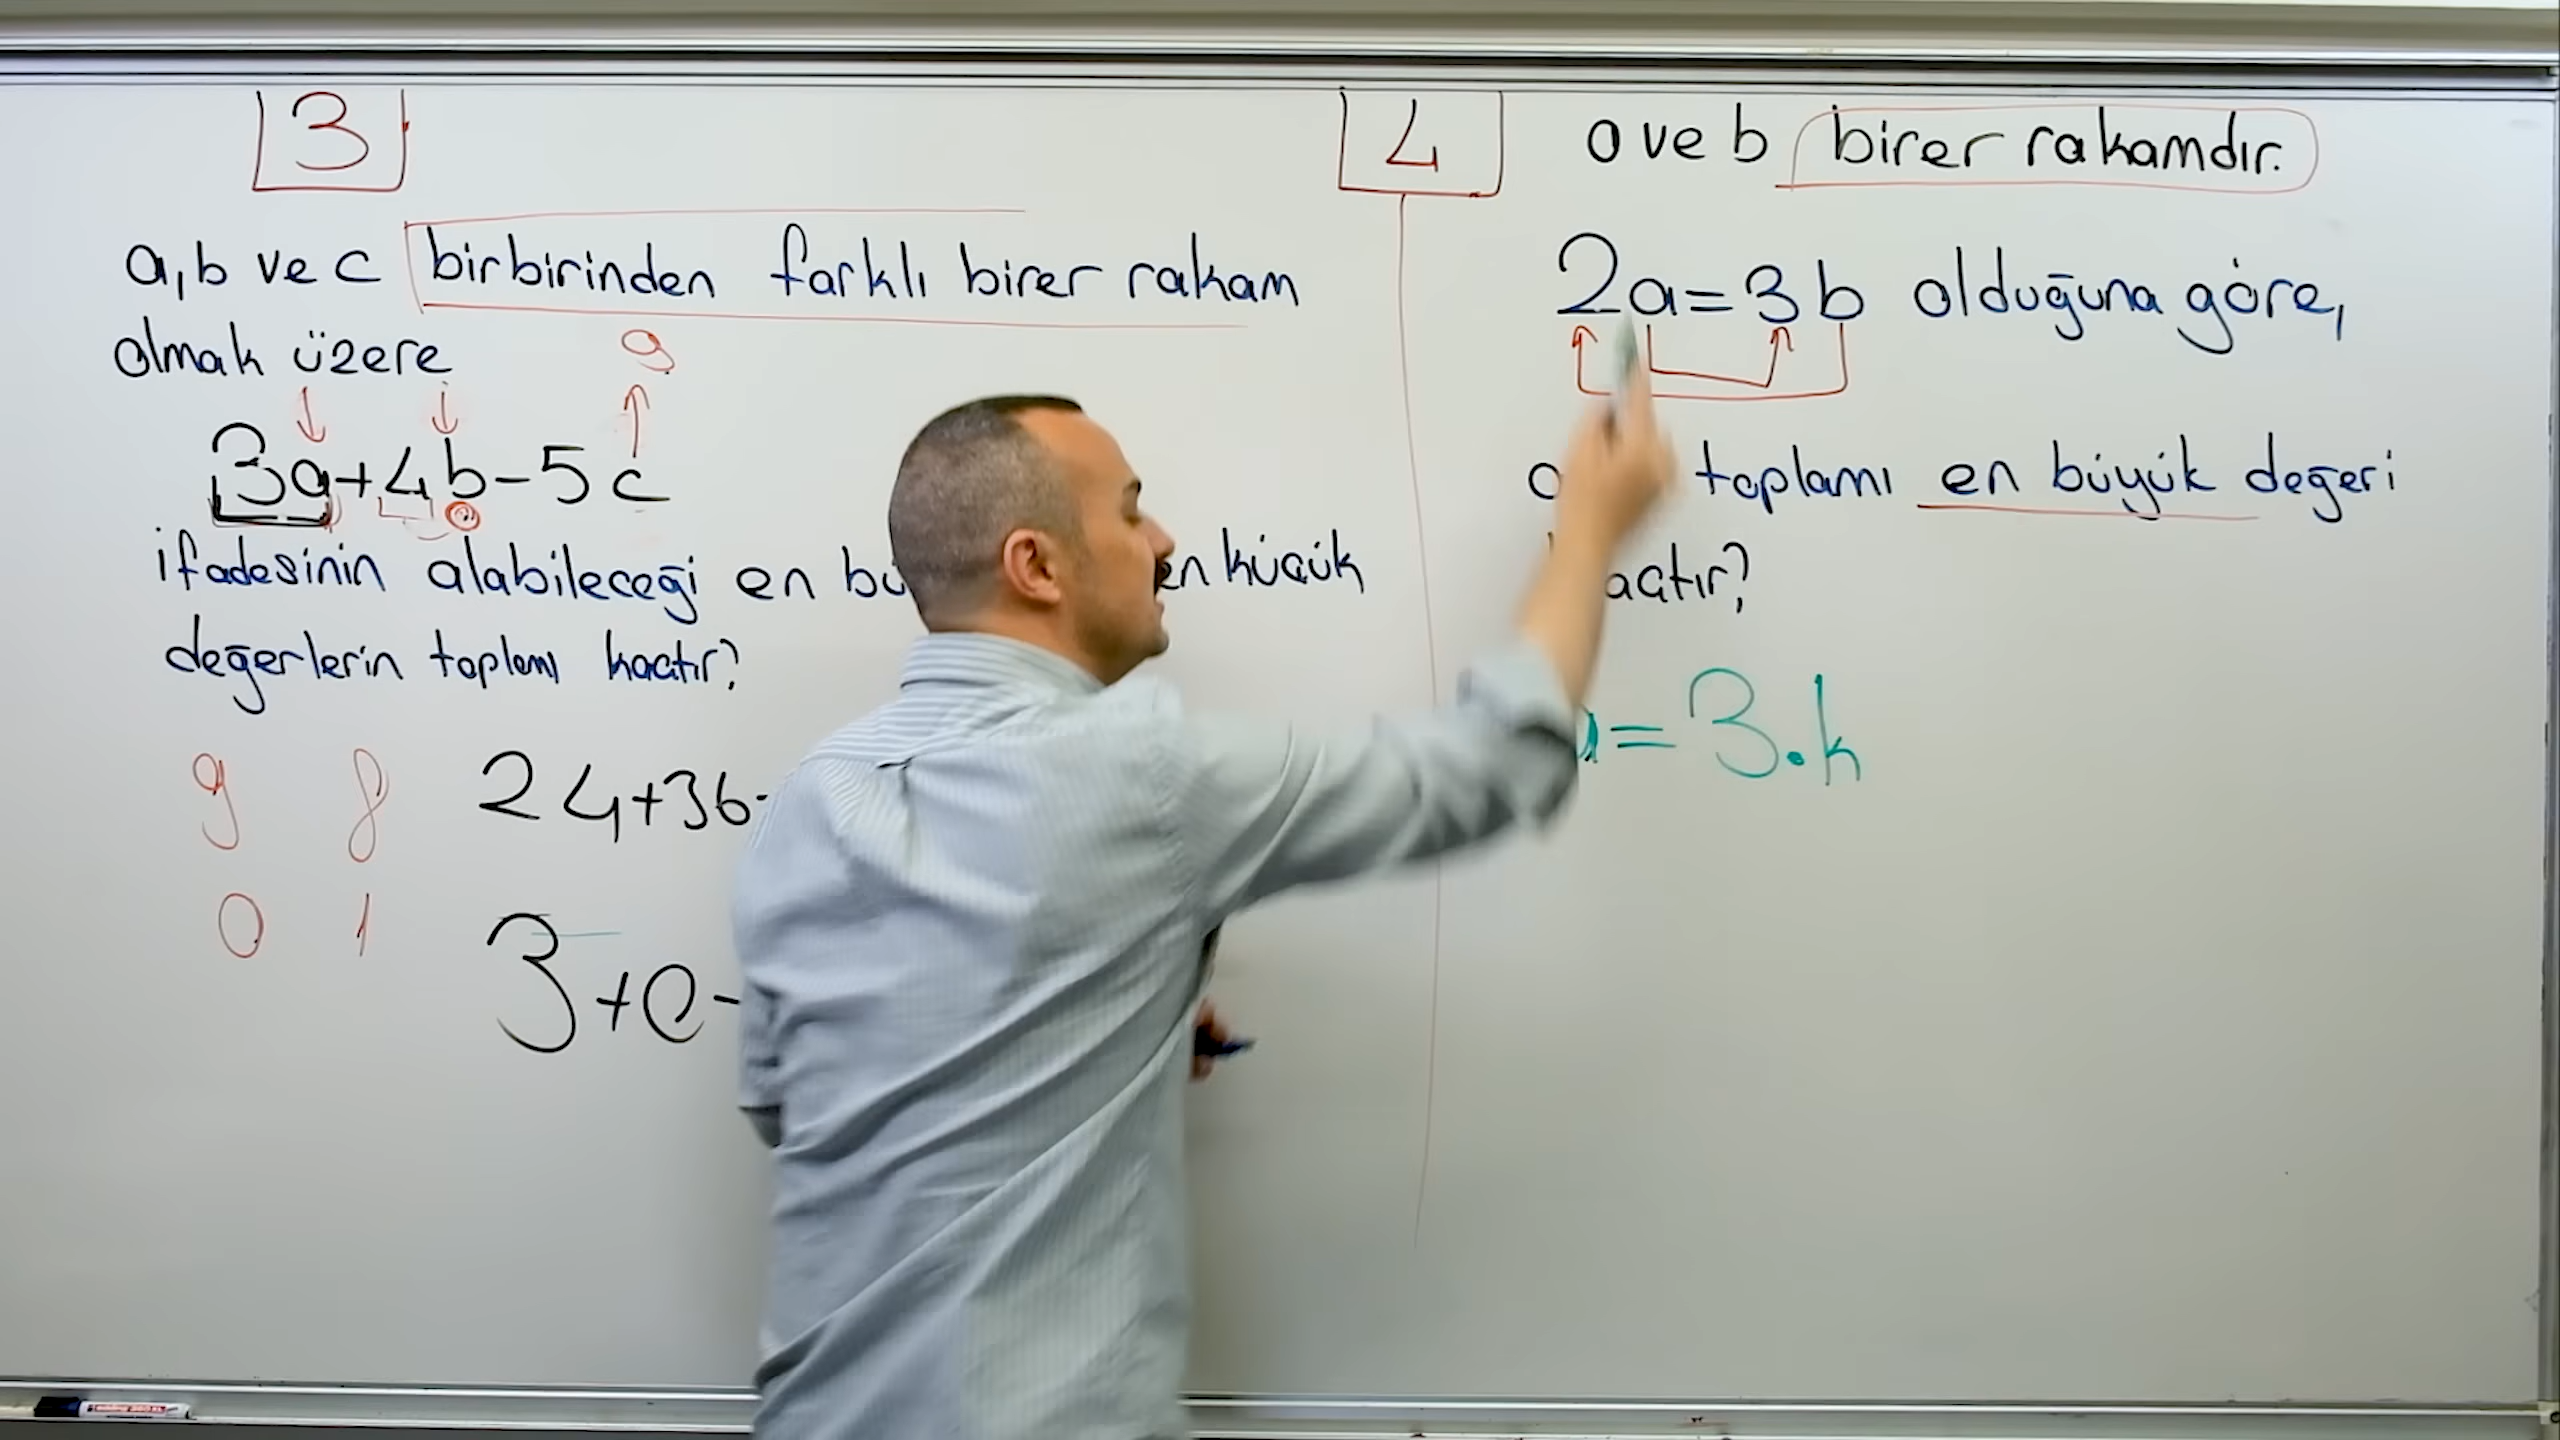 3
a, b ve c birbirinden farklı birer rakam
olmak üzere
9
3a+4b-5c
ifadesinin alabileceği en en küçük
değerlerin toplamı kaçtır?
9 8 24+36-
0 1 3+0-
4 a ve b birer rakamdır.
2a=3b olduğuna göre,
toplamı en büyük değeri
= 3.k